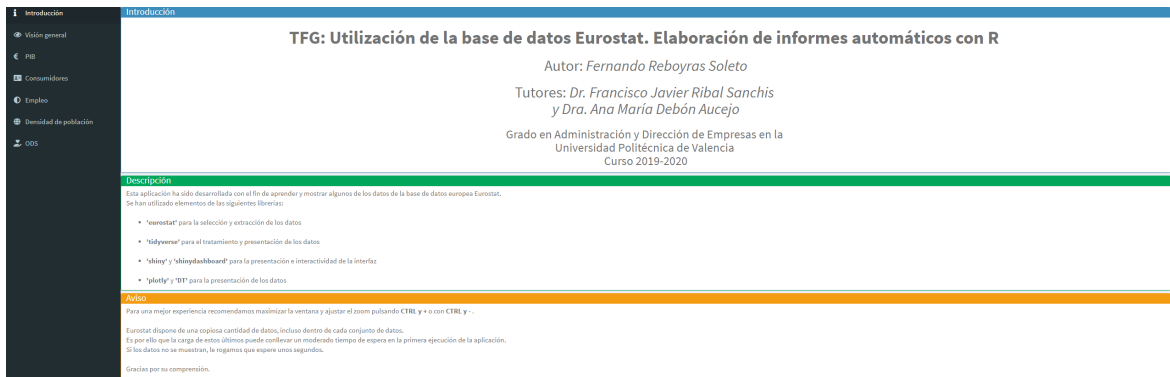 Introducción
Visión general
€ PIB
Consumidores
Empleo
Densidad de población
ODS
Introducción
TFG: Utilización de la base de datos Eurostat. Elaboración de informes automáticos con R
Autor: Fernando Reboyras Soleto
Tutores: Dr. Francisco Javier Ribal Sanchis
y Dra. Ana María Debón Aucejo
Grado en Administración y Dirección de Empresas en la
Universidad Politécnica de Valencia
Curso 2019-2020
Descripción
Esta aplicación ha sido desarrollada con el fin de aprender y mostrar algunos de los datos de la base de datos europea Eurostat.
Se han utilizado elementos de las siguientes librerías:
• 'eurostat' para la selección y extracción de los datos
• 'tidyverse' para el tratamiento y presentación de los datos
• 'shiny' y 'shinydashboard' para la presentación e interactividad de la interfaz
• 'plotly' y 'DT' para la presentación de los datos
Aviso
Para una mejor experiencia recomendamos maximizar la ventana y ajustar el zoom pulsando CTRL y + o con CTRL y - .
Eurostat dispone de una copiosa cantidad de datos, incluso dentro de cada conjunto de datos.
Es por ello que la carga de estos últimos puede conllevar un moderado tiempo de espera en la primera ejecución de la aplicación.
Si los datos no se muestran, le rogamos que espere unos segundos.
Gracias por su comprensión.